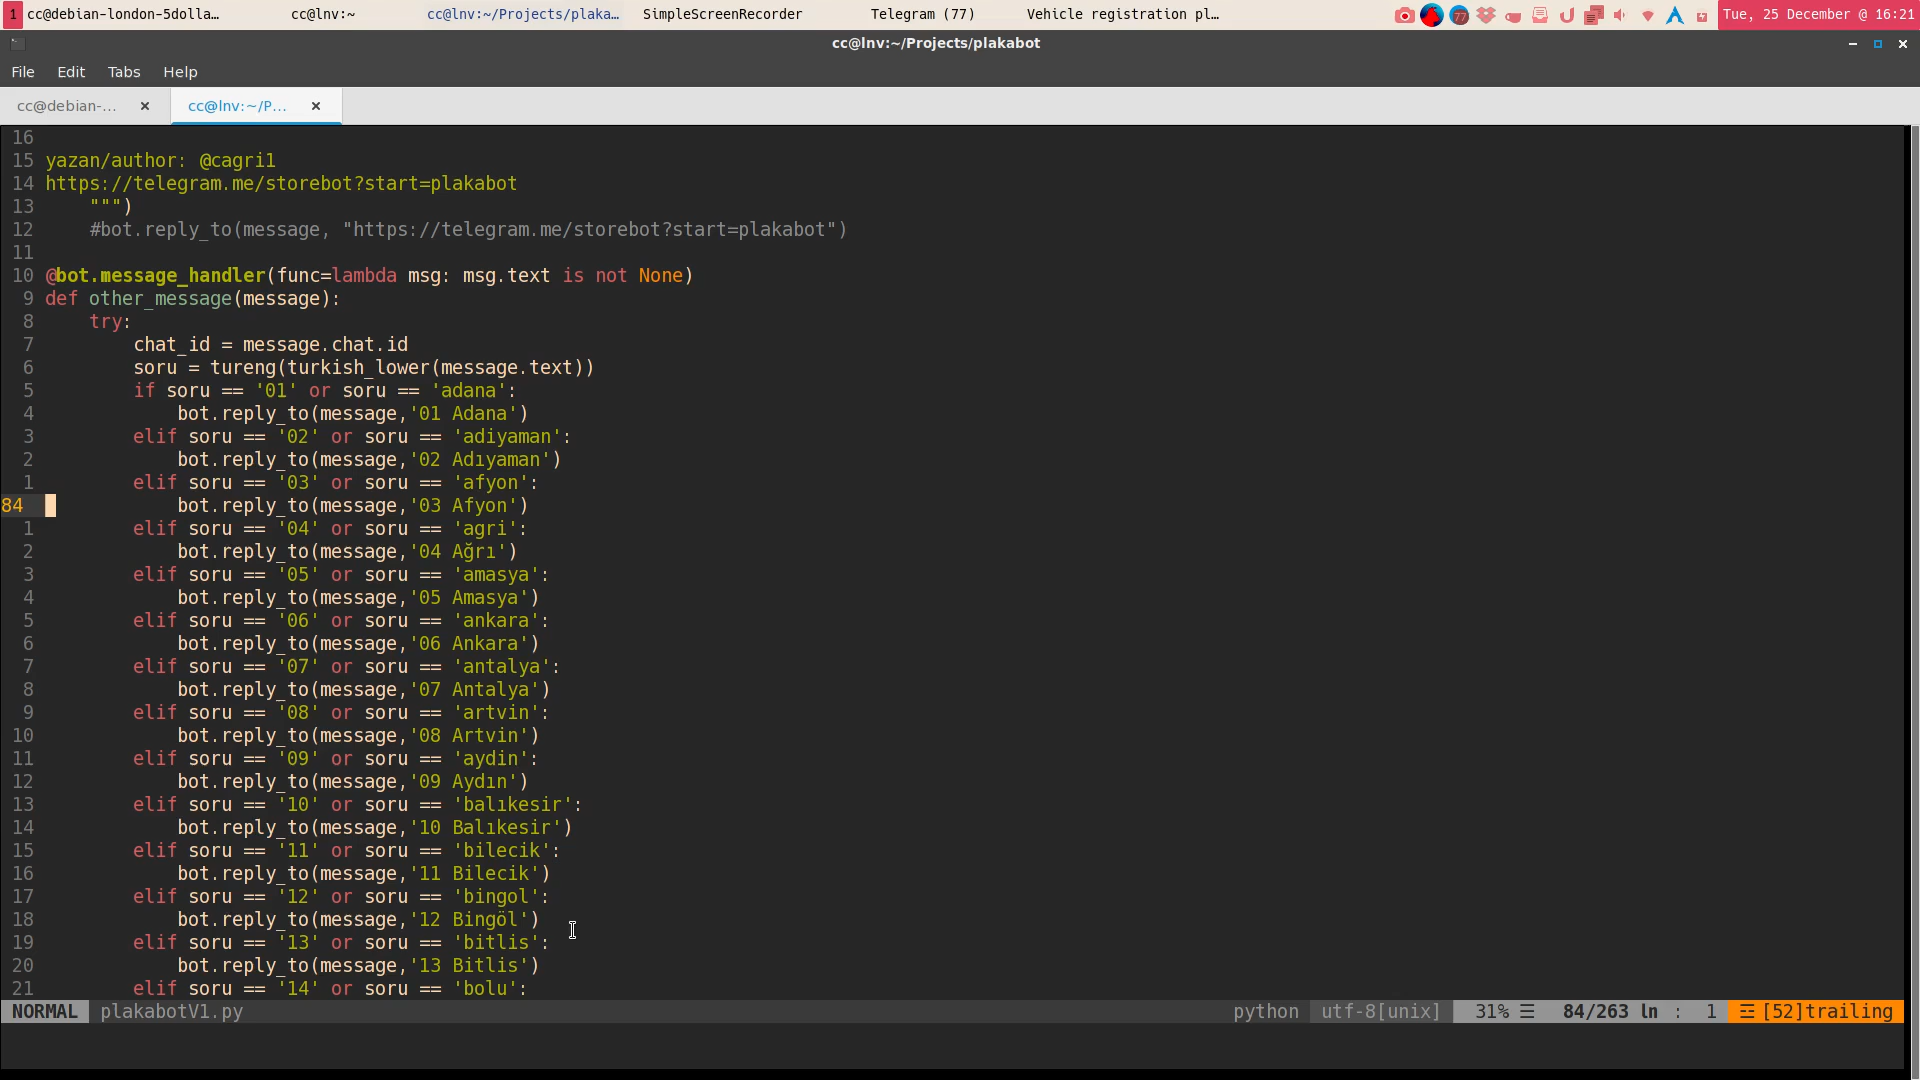 1 cc@debian-london-5dolla… cc@lnv:~ cc@lnv:~/Projects/plaka… SimpleScreenRecorder Telegram (77) Vehicle registration pl… 77 Tue, 25 December @ 16:21
cc@lnv:~/Projects/plakabot
File Edit Tabs Help
cc@debian-… cc@lnv:~/P…
16
15 yazan/author: @cagri1
14 https://telegram.me/storebot?start=plakabot
13     """)
12     #bot.reply_to(message, "https://telegram.me/storebot?start=plakabot")
11
10 @bot.message_handler(func=lambda msg: msg.text is not None)
9 def other_message(message):
8     try:
7         chat_id = message.chat.id
6         soru = tureng(turkish_lower(message.text))
5         if soru == '01' or soru == 'adana':
4             bot.reply_to(message,'01 Adana')
3         elif soru == '02' or soru == 'adiyaman':
2             bot.reply_to(message,'02 Adıyaman')
1         elif soru == '03' or soru == 'afyon':
84             bot.reply_to(message,'03 Afyon')
1         elif soru == '04' or soru == 'agri':
2             bot.reply_to(message,'04 Ağrı')
3         elif soru == '05' or soru == 'amasya':
4             bot.reply_to(message,'05 Amasya')
5         elif soru == '06' or soru == 'ankara':
6             bot.reply_to(message,'06 Ankara')
7         elif soru == '07' or soru == 'antalya':
8             bot.reply_to(message,'07 Antalya')
9         elif soru == '08' or soru == 'artvin':
10             bot.reply_to(message,'08 Artvin')
11         elif soru == '09' or soru == 'aydin':
12             bot.reply_to(message,'09 Aydın')
13         elif soru == '10' or soru == 'balıkesir':
14             bot.reply_to(message,'10 Balıkesir')
15         elif soru == '11' or soru == 'bilecik':
16             bot.reply_to(message,'11 Bilecik')
17         elif soru == '12' or soru == 'bingol':
18             bot.reply_to(message,'12 Bingöl')
19         elif soru == '13' or soru == 'bitlis':
20             bot.reply_to(message,'13 Bitlis')
21         elif soru == '14' or soru == 'bolu':
NORMAL plakabotV1.py python utf-8[unix] 31% ☰ 84/263 ln : 1 ☲ [52]trailing